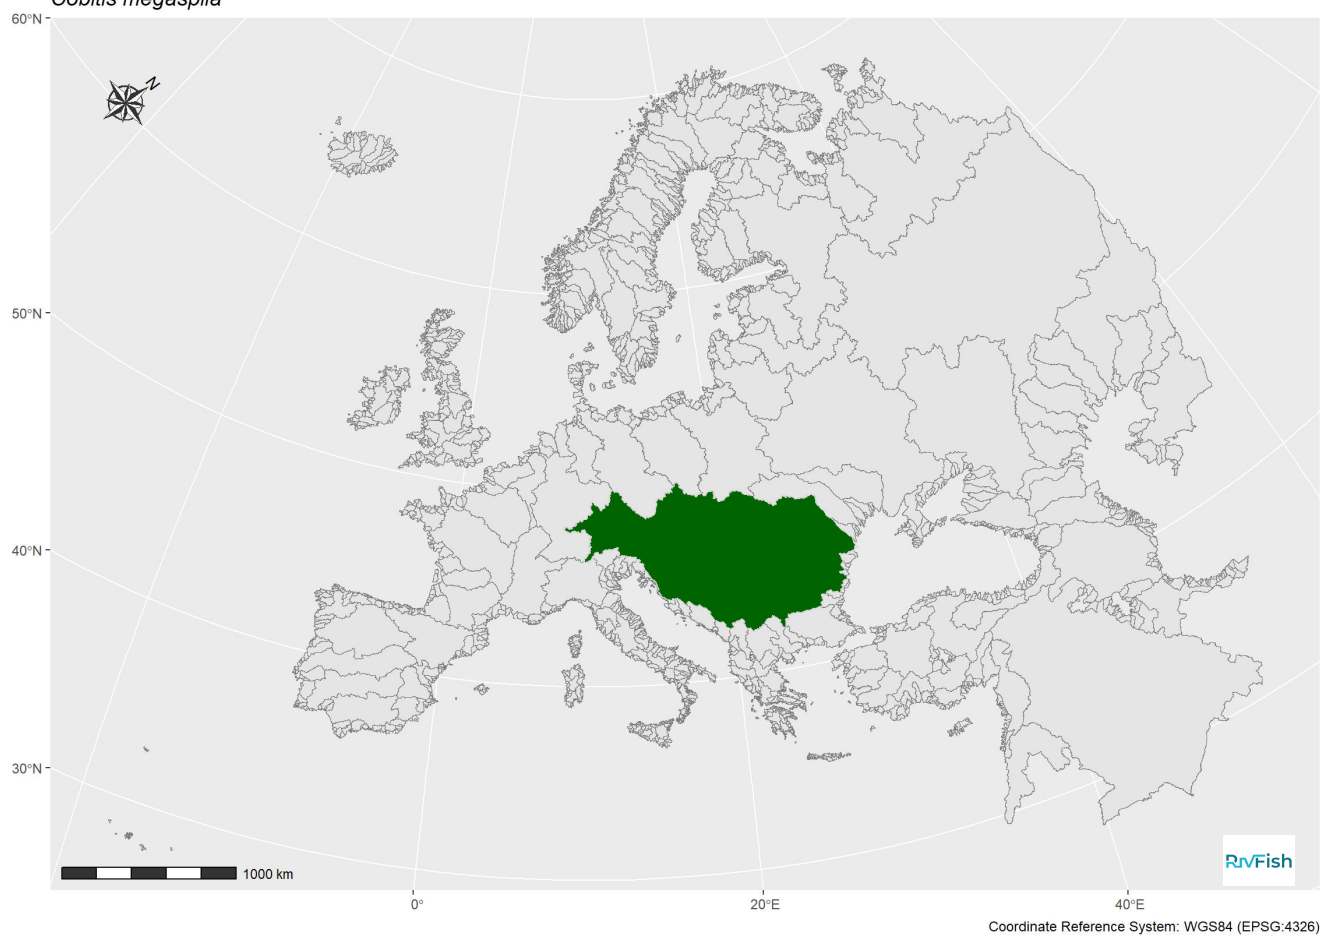 Cobitis megaspila
60°N
N
50°N
40°N
30°N
1000 km
RIVFish
0°
20°E
40°E
Coordinate Reference System: WGS84 (EPSG:4326)